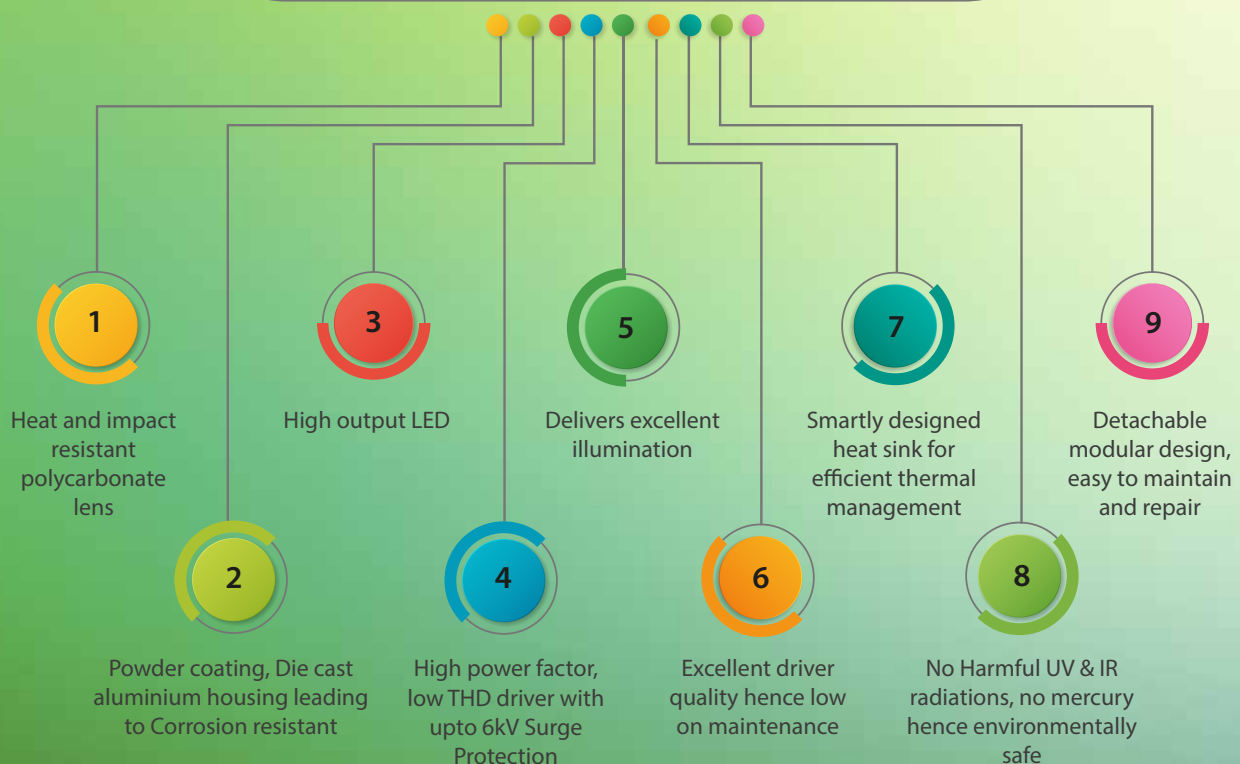 1
Heat and impact
resistant
polycarbonate
lens
2
Powder coating, Die cast
aluminium housing leading
to Corrosion resistant
3
High output LED
4
High power factor,
low THD driver with
upto 6kV Surge
Protection
5
Delivers excellent
illumination
6
Excellent driver
quality hence low
on maintenance
7
Smartly designed
heat sink for
efficient thermal
management
8
No Harmful UV & IR
radiations, no mercury
hence environmentally
safe
9
Detachable
modular design,
easy to maintain
and repair